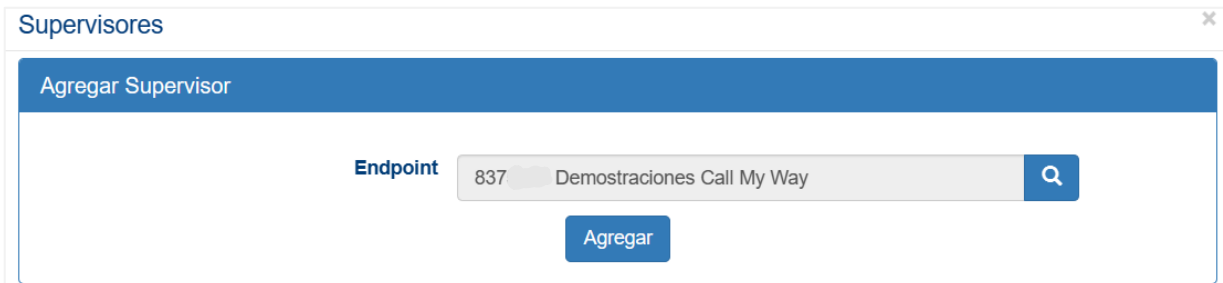 Supervisores ×
Agregar Supervisor
Endpoint 837 Demostraciones Call My Way
Agregar